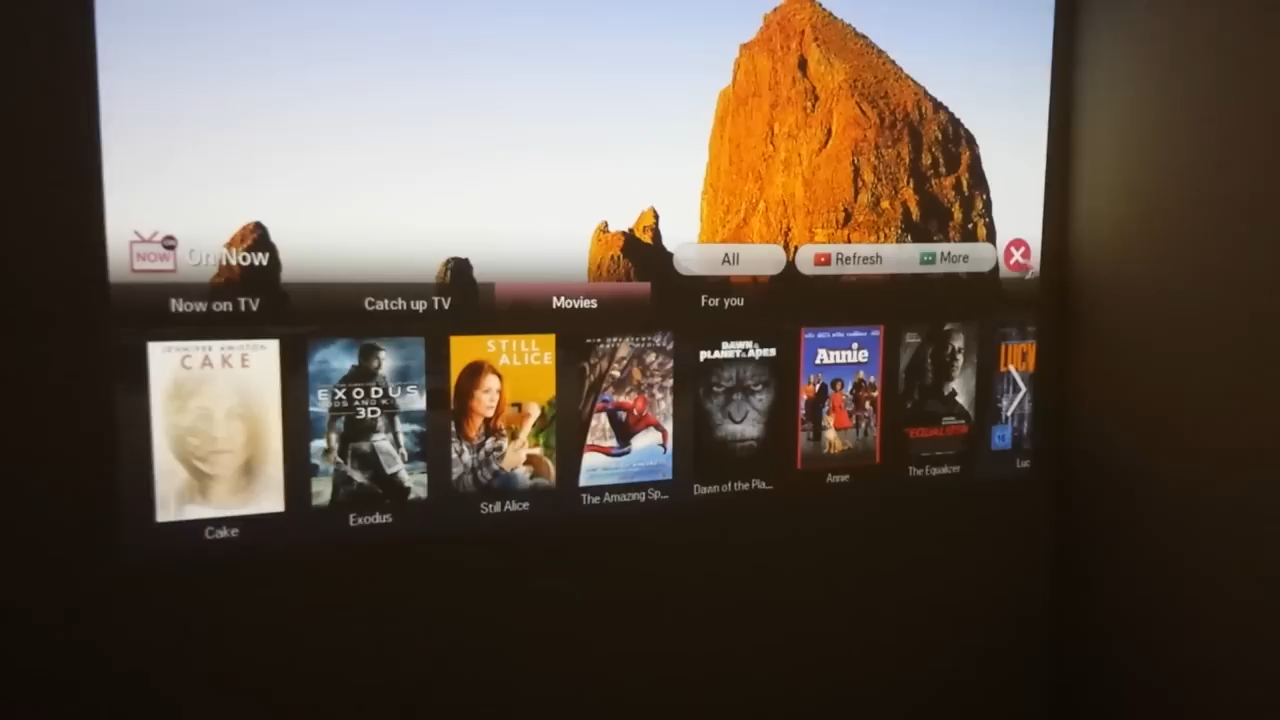 NOW
On Now
All
Refresh
More
Now on TV
Catch up TV
Movies
For you
JENNIFER ANISTON
CAKE
Cake
EXODUS
GODS AND KI
3D
Exodus
STILL
ALICE
Still Alice
The Amazing Sp...
DAWN OF THE
PLANET OF THE APES
Dawn of the Pla...
Annie
Annie
EQUALIZER
The Equalizer
LUCY
16
Luc